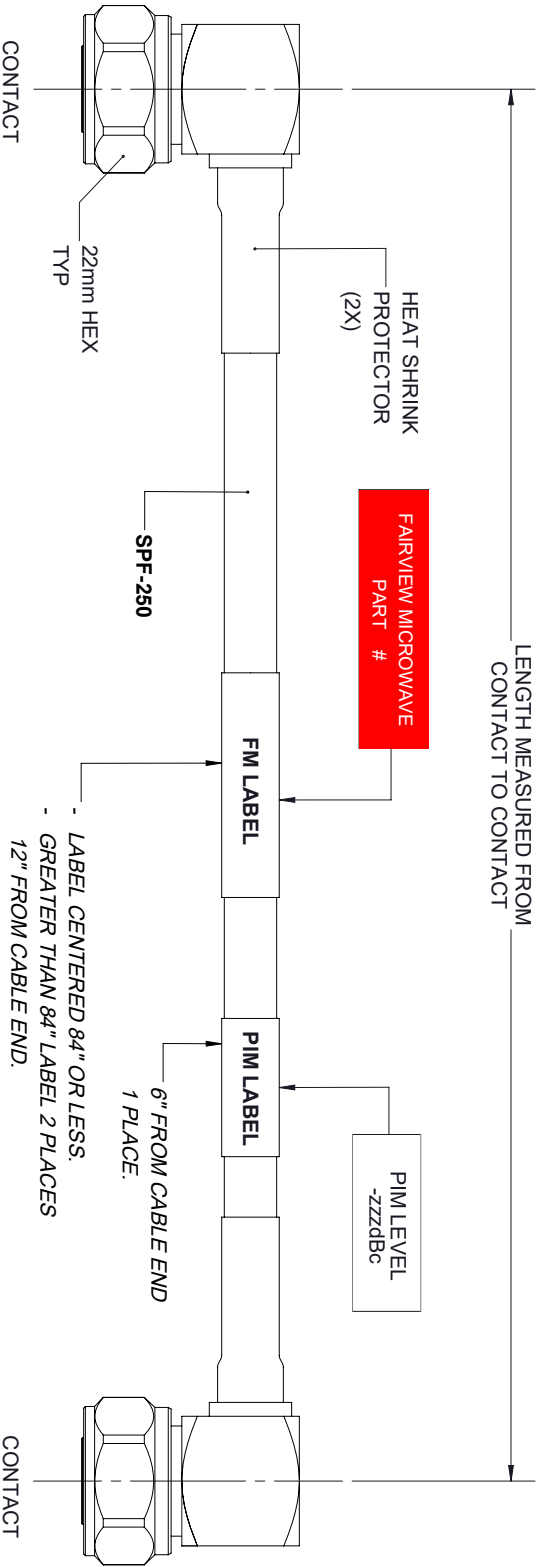 LENGTH MEASURED FROM
CONTACT TO CONTACT
HEAT SHRINK
PROTECTOR
(2X)
FAIRVIEW MICROWAVE
PART #
PIM LEVEL
-zzzdBc
FM LABEL
PIM LABEL
SPF-250
22mm HEX
TYP
6" FROM CABLE END
1 PLACE.
- LABEL CENTERED 84" OR LESS.
- GREATER THAN 84" LABEL 2 PLACES
12" FROM CABLE END.
CONTACT
CONTACT